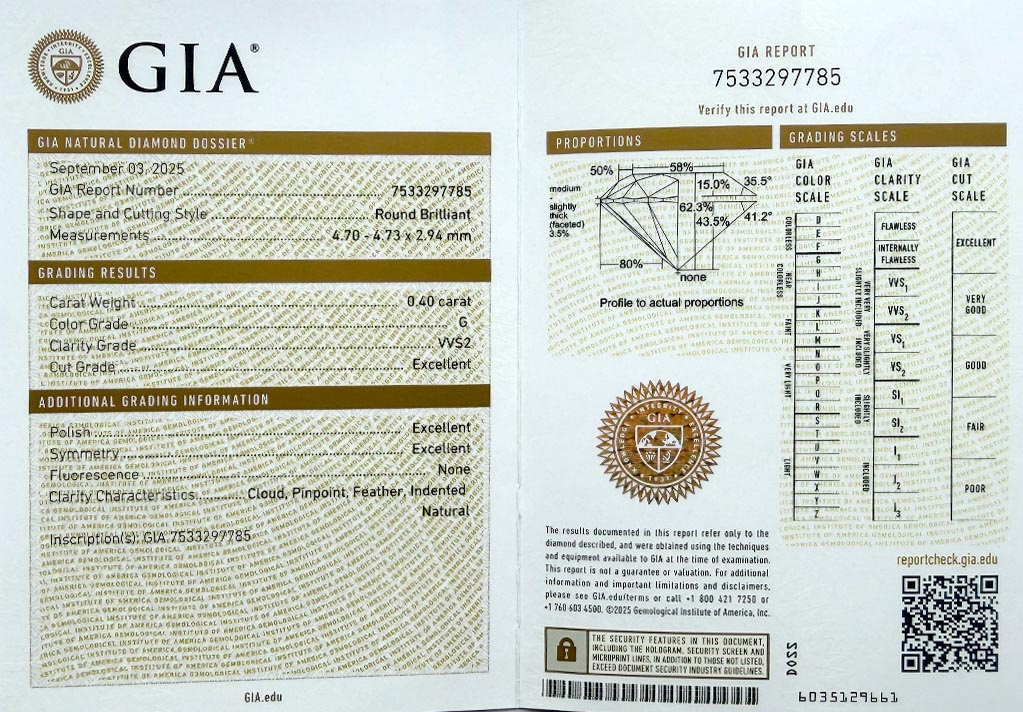 GIA®
GIA NATURAL DIAMOND DOSSIER®
September 03, 2025
GIA Report Number 7533297785
Shape and Cutting Style Round Brilliant
Measurements 4.70 - 4.73 x 2.94 mm
GRADING RESULTS
Carat Weight 0.40 carat
Color Grade G
Clarity Grade VVS2
Cut Grade Excellent
ADDITIONAL GRADING INFORMATION
Polish Excellent
Symmetry Excellent
Fluorescence None
Clarity Characteristics Cloud, Pinpoint, Feather, Indented
Natural
Inscription(s): GIA 7533297785
GIA.edu
GIA REPORT
7533297785
Verify this report at GIA.edu
PROPORTIONS
50%
58%
15.0%
35.5°
medium
-
slightly
thick
(faceted)
3.5%
62.3%
43.5%
41.2°
80%
none
Profile to actual proportions
GIA
The results documented in this report refer only to the
diamond described, and were obtained using the techniques
and equipment available to GIA at the time of examination.
This report is not a guarantee or valuation. For additional
information and important limitations and disclaimers,
please see GIA.edu/terms or call +1 800 421 7250 or
+1 760 603 4500. ©2025 Gemological Institute of America, Inc.
THE SECURITY FEATURES IN THIS DOCUMENT,
INCLUDING THE HOLOGRAM, SECURITY SCREEN AND
MICROPRINT LINES, IN ADDITION TO THOSE NOT LISTED,
EXCEED DOCUMENT SECURITY INDUSTRY GUIDELINES.
GRADING SCALES
GIA
COLOR
SCALE
COLORLESS
D
E
F
NEAR COLORLESS
G
H
I
J
FAINT
K
L
M
VERY LIGHT
N
O
P
Q
R
LIGHT
S
T
U
V
W
X
Y
Z
GIA
CLARITY
SCALE
FLAWLESS
INTERNALLY
FLAWLESS
VERY VERY SLIGHTLY INCLUDED
VVS1
VVS2
VERY SLIGHTLY INCLUDED
VS1
VS2
SLIGHTLY INCLUDED
SI1
SI2
INCLUDED
I1
I2
I3
GIA
CUT
SCALE
EXCELLENT
VERY
GOOD
GOOD
FAIR
POOR
reportcheck.gia.edu
D022
6035129661